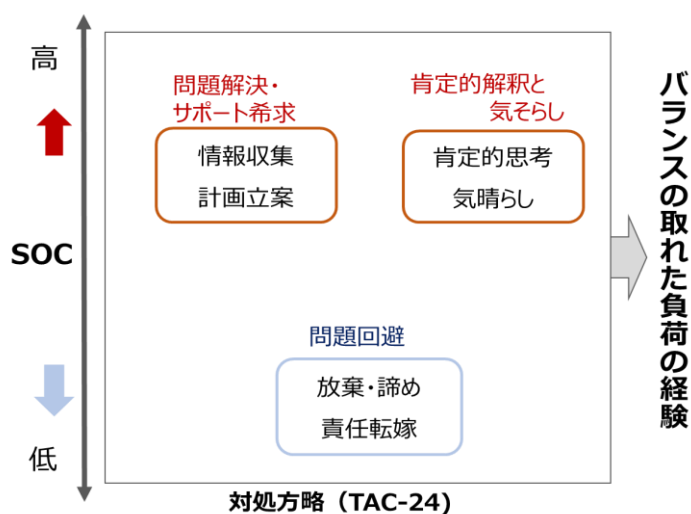 高
SOC
低
問題解決・
サポート希求
情報収集
計画立案
肯定的解釈と
気そらし
肯定的思考
気晴らし
問題回避
放棄・諦め
責任転嫁
対処方略（TAC-24)
バランスの取れた負荷の経験